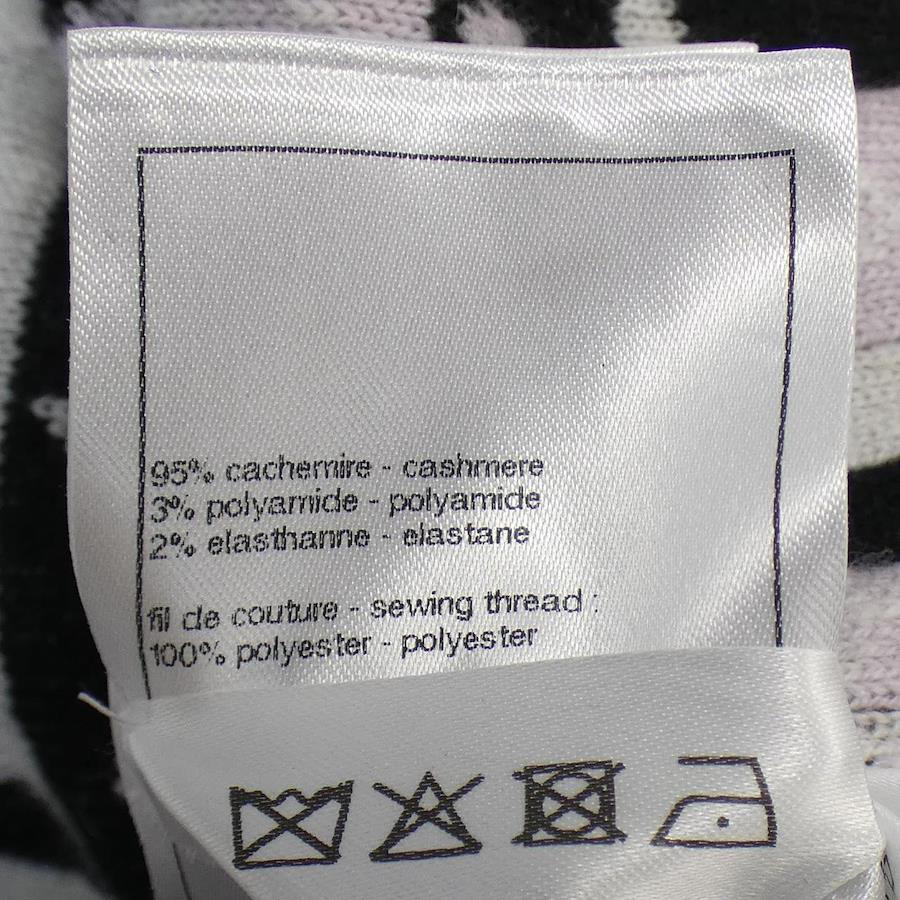 95% cachemire - cashmere
3% polyamide - polyamide
2% elasthanne - elastane
fil de couture - sewing thread :
100% polyester - polyester